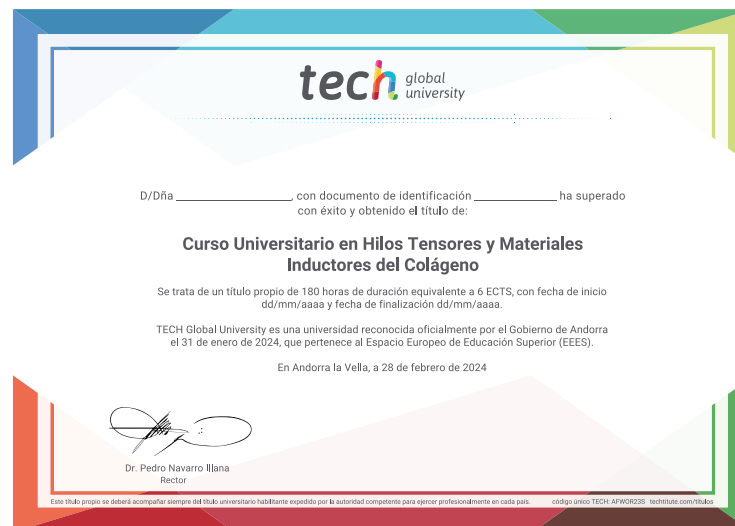 tech global university
D/Dña ____________________, con documento de identificación ______________ ha superado
con éxito y obtenido el título de:
Curso Universitario en Hilos Tensores y Materiales
Inductores del Colágeno
Se trata de un título propio de 180 horas de duración equivalente a 6 ECTS, con fecha de inicio
dd/mm/aaaa y fecha de finalización dd/mm/aaaa.
TECH Global University es una universidad reconocida oficialmente por el Gobierno de Andorra
el 31 de enero de 2024, que pertenece al Espacio Europeo de Educación Superior (EEES).
En Andorra la Vella, a 28 de febrero de 2024
Dr. Pedro Navarro Illana
Rector
Este título propio se deberá acompañar siempre del título universitario habilitante expedido por la autoridad competente para ejercer profesionalmente en cada país. código único TECH: AFWOR23S techtitute.com/titulos